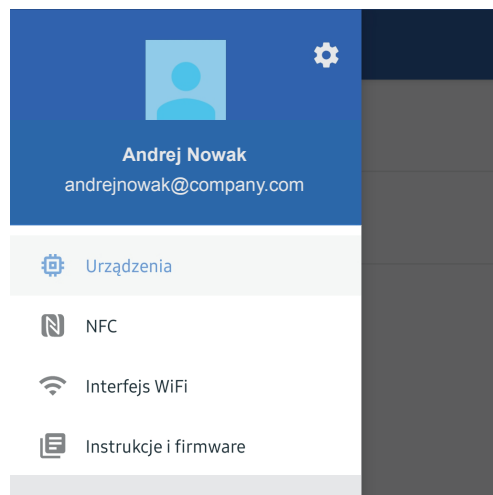 Andrej Nowak
andrejnowak@company.com
Urządzenia
NFC
Interfejs WiFi
Instrukcje i firmware